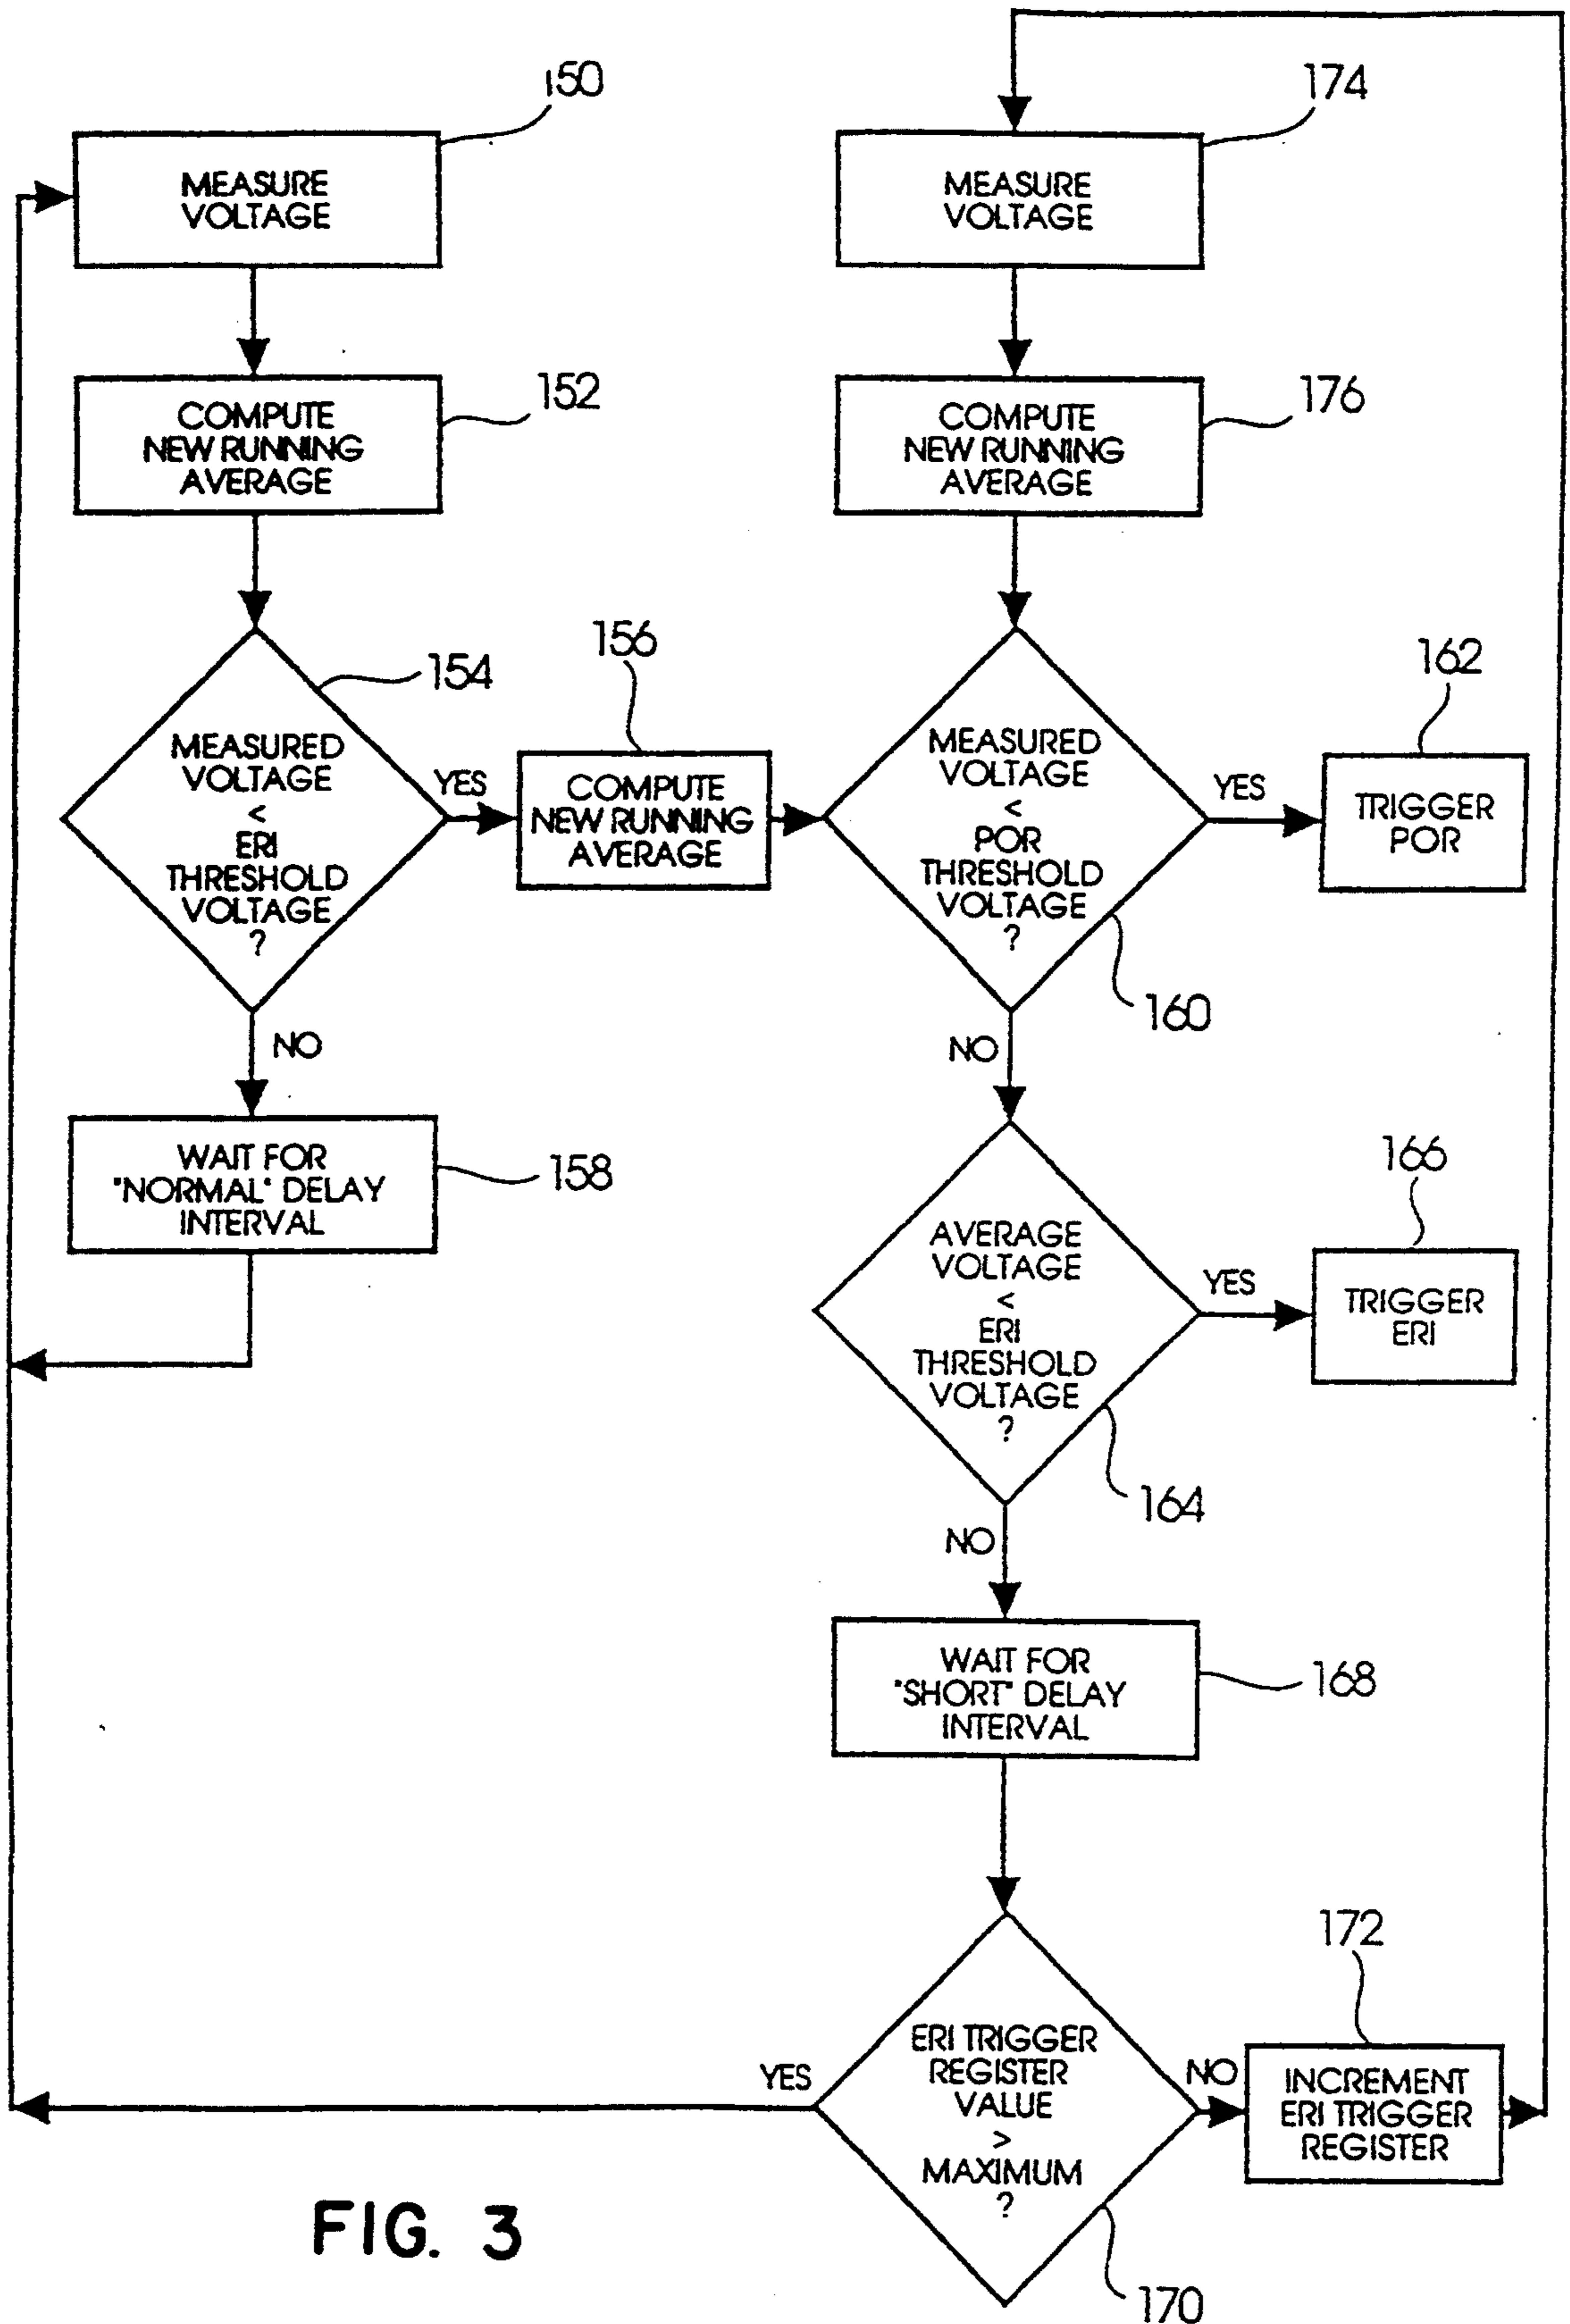 150
MEASURE
VOLTAGE
152
COMPUTE
NEW RUNNING
AVERAGE
154
MEASURED
VOLTAGE
<
ERI
THRESHOLD
VOLTAGE
?
YES
NO
156
COMPUTE
NEW RUNNING
AVERAGE
WAIT FOR
"NORMAL" DELAY
INTERVAL
158
174
MEASURE
VOLTAGE
176
COMPUTE
NEW RUNNING
AVERAGE
MEASURED
VOLTAGE
<
POR
THRESHOLD
VOLTAGE
?
160
YES
162
TRIGGER
POR
NO
AVERAGE
VOLTAGE
<
ERI
THRESHOLD
VOLTAGE
?
164
YES
166
TRIGGER
ERI
NO
WAIT FOR
"SHORT" DELAY
INTERVAL
168
ERI TRIGGER
REGISTER
VALUE
>
MAXIMUM
?
170
YES
NO
172
INCREMENT
ERI TRIGGER
REGISTER
FIG. 3